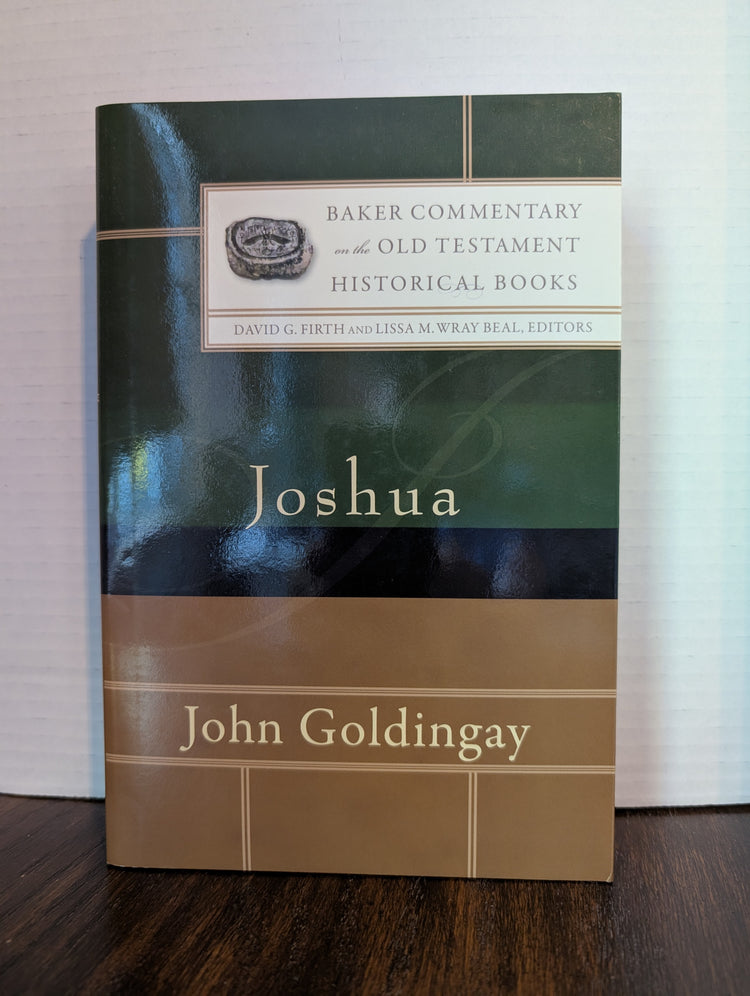 BAKER COMMENTARY
on the OLD TESTAMENT
HISTORICAL BOOKS
DAVID G. FIRTH AND LISSA M. WRAY BEAL, EDITORS
Joshua
John Goldingay